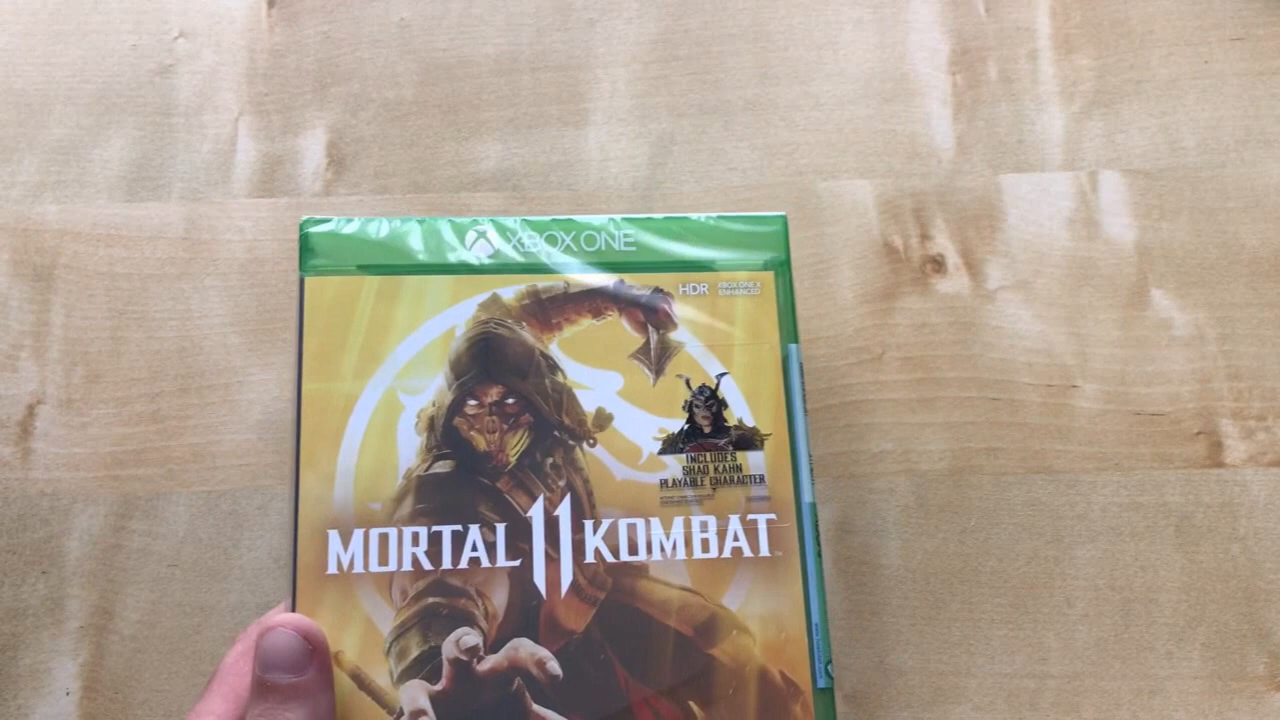 XBOX ONE
HDR
XBOX ONE X
ENHANCED
INCLUDES
SHAO KAHN
PLAYABLE CHARACTER
MORTAL 11 KOMBAT